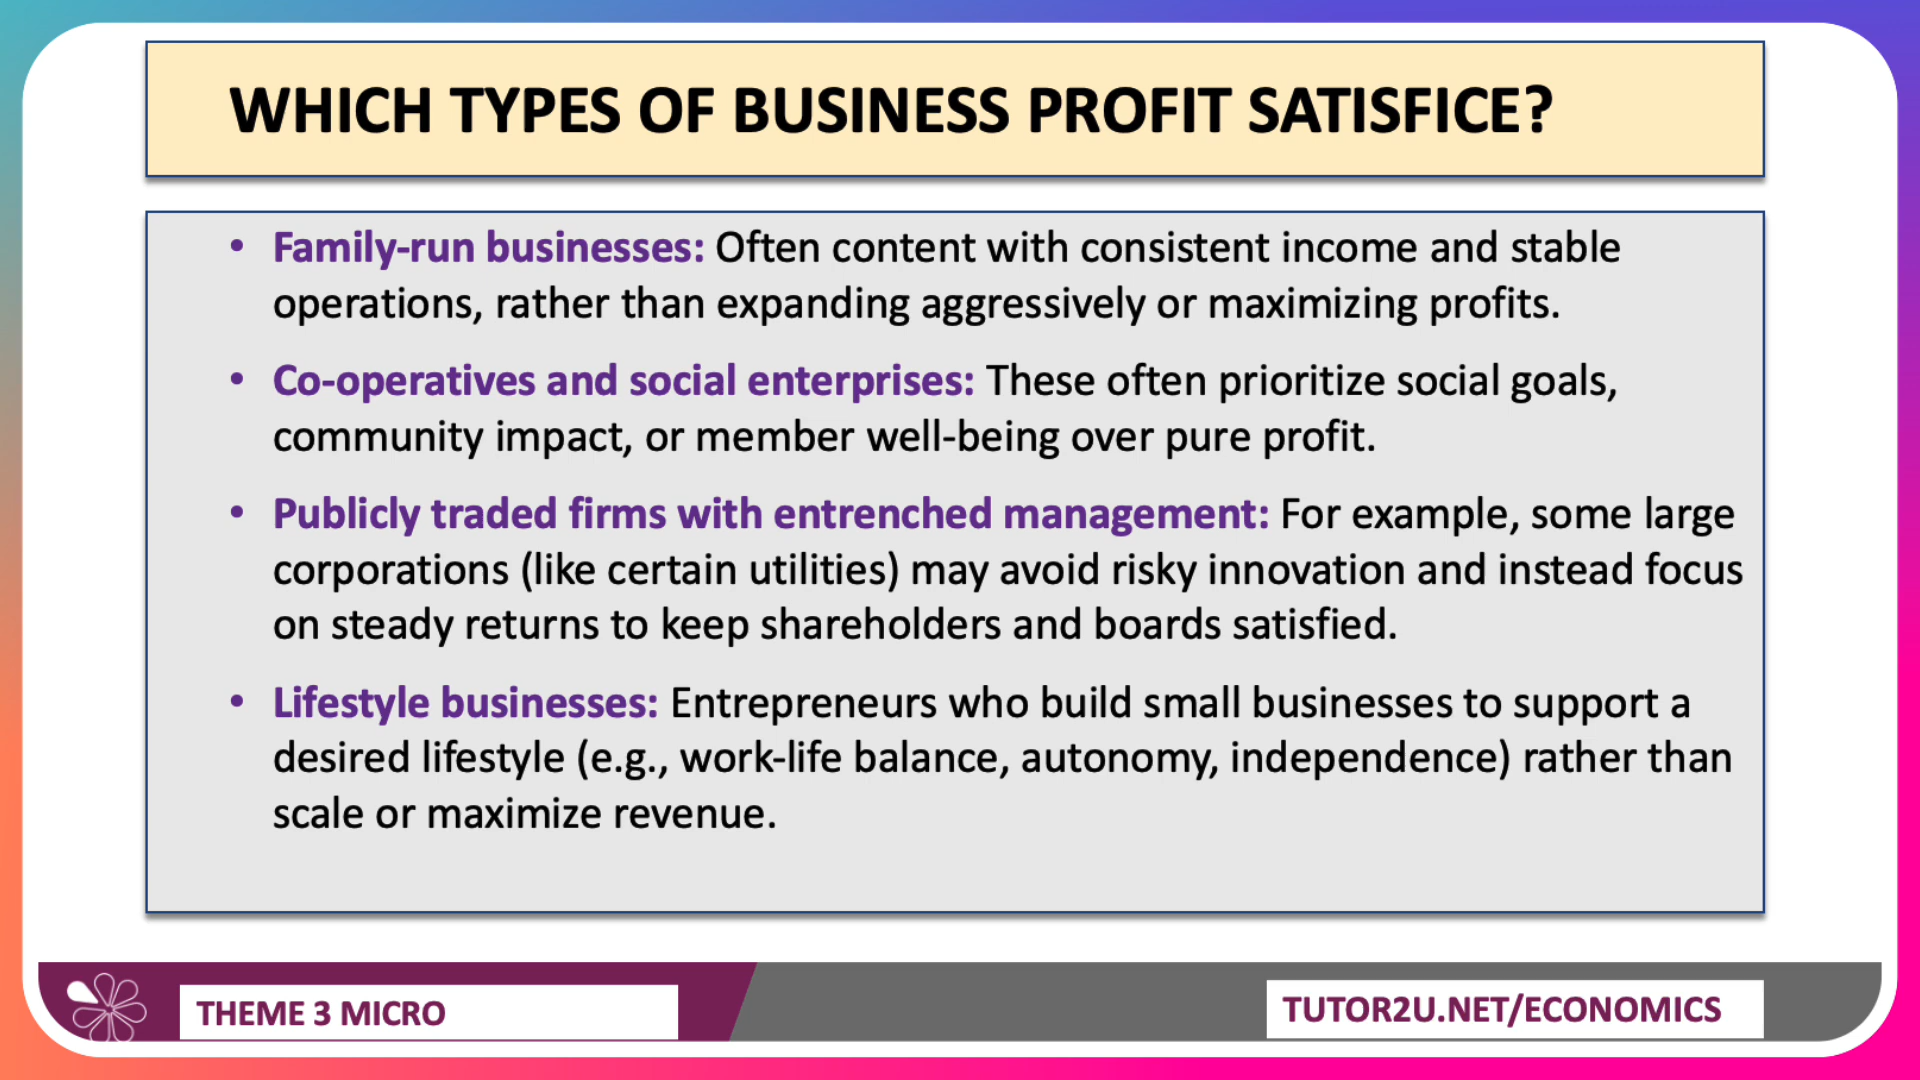 WHICH TYPES OF BUSINESS PROFIT SATISFICE?
• Family-run businesses: Often content with consistent income and stable
operations, rather than expanding aggressively or maximizing profits.
• Co-operatives and social enterprises: These often prioritize social goals,
community impact, or member well-being over pure profit.
• Publicly traded firms with entrenched management: For example, some large
corporations (like certain utilities) may avoid risky innovation and instead focus
on steady returns to keep shareholders and boards satisfied.
• Lifestyle businesses: Entrepreneurs who build small businesses to support a
desired lifestyle (e.g., work-life balance, autonomy, independence) rather than
scale or maximize revenue.
THEME 3 MICRO
TUTOR2U.NET/ECONOMICS